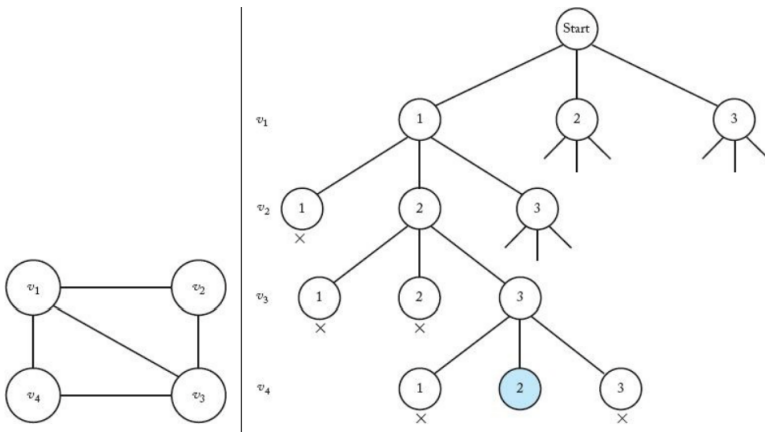 Start
v₁ 1 2 3
v₂ 1 2 3
×
v₁ v₂
v₃ 1 2 3
× ×
v₄ v₃
v₄ 1 2 3
× ×